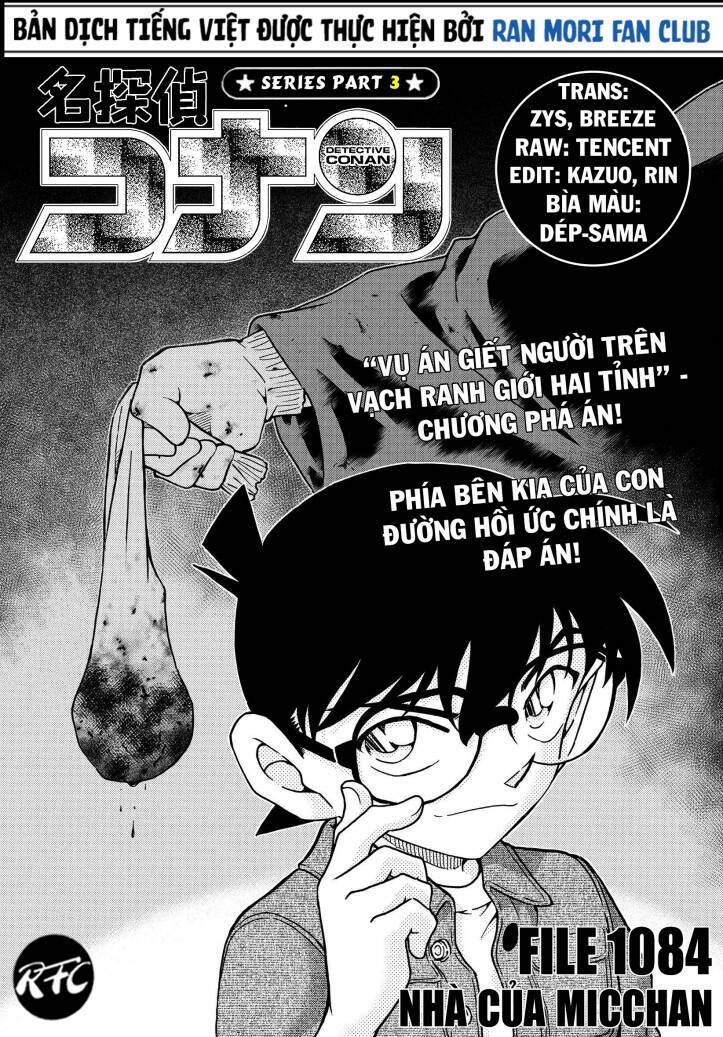 BẢN DỊCH TIẾNG VIỆT ĐƯỢC THỰC HIỆN BỞI RAN MORI FAN CLUB
★ SERIES PART 3 ★
名探偵
コナン
DETECTIVE
CONAN
TRANS:
ZYS, BREEZE
RAW: TENCENT
EDIT: KAZUO, RIN
BÌA MÀU:
DÉP-SAMA
“VỤ ÁN GIẾT NGƯỜI TRÊN
VẠCH RANH GIỚI HAI TỈNH” -
CHƯƠNG PHÁ ÁN!
PHÍA BÊN KIA CỦA CON
ĐƯỜNG HỒI ỨC CHÍNH LÀ
ĐÁP ÁN!
FILE 1084
NHÀ CỦA MICCHAN
RFC